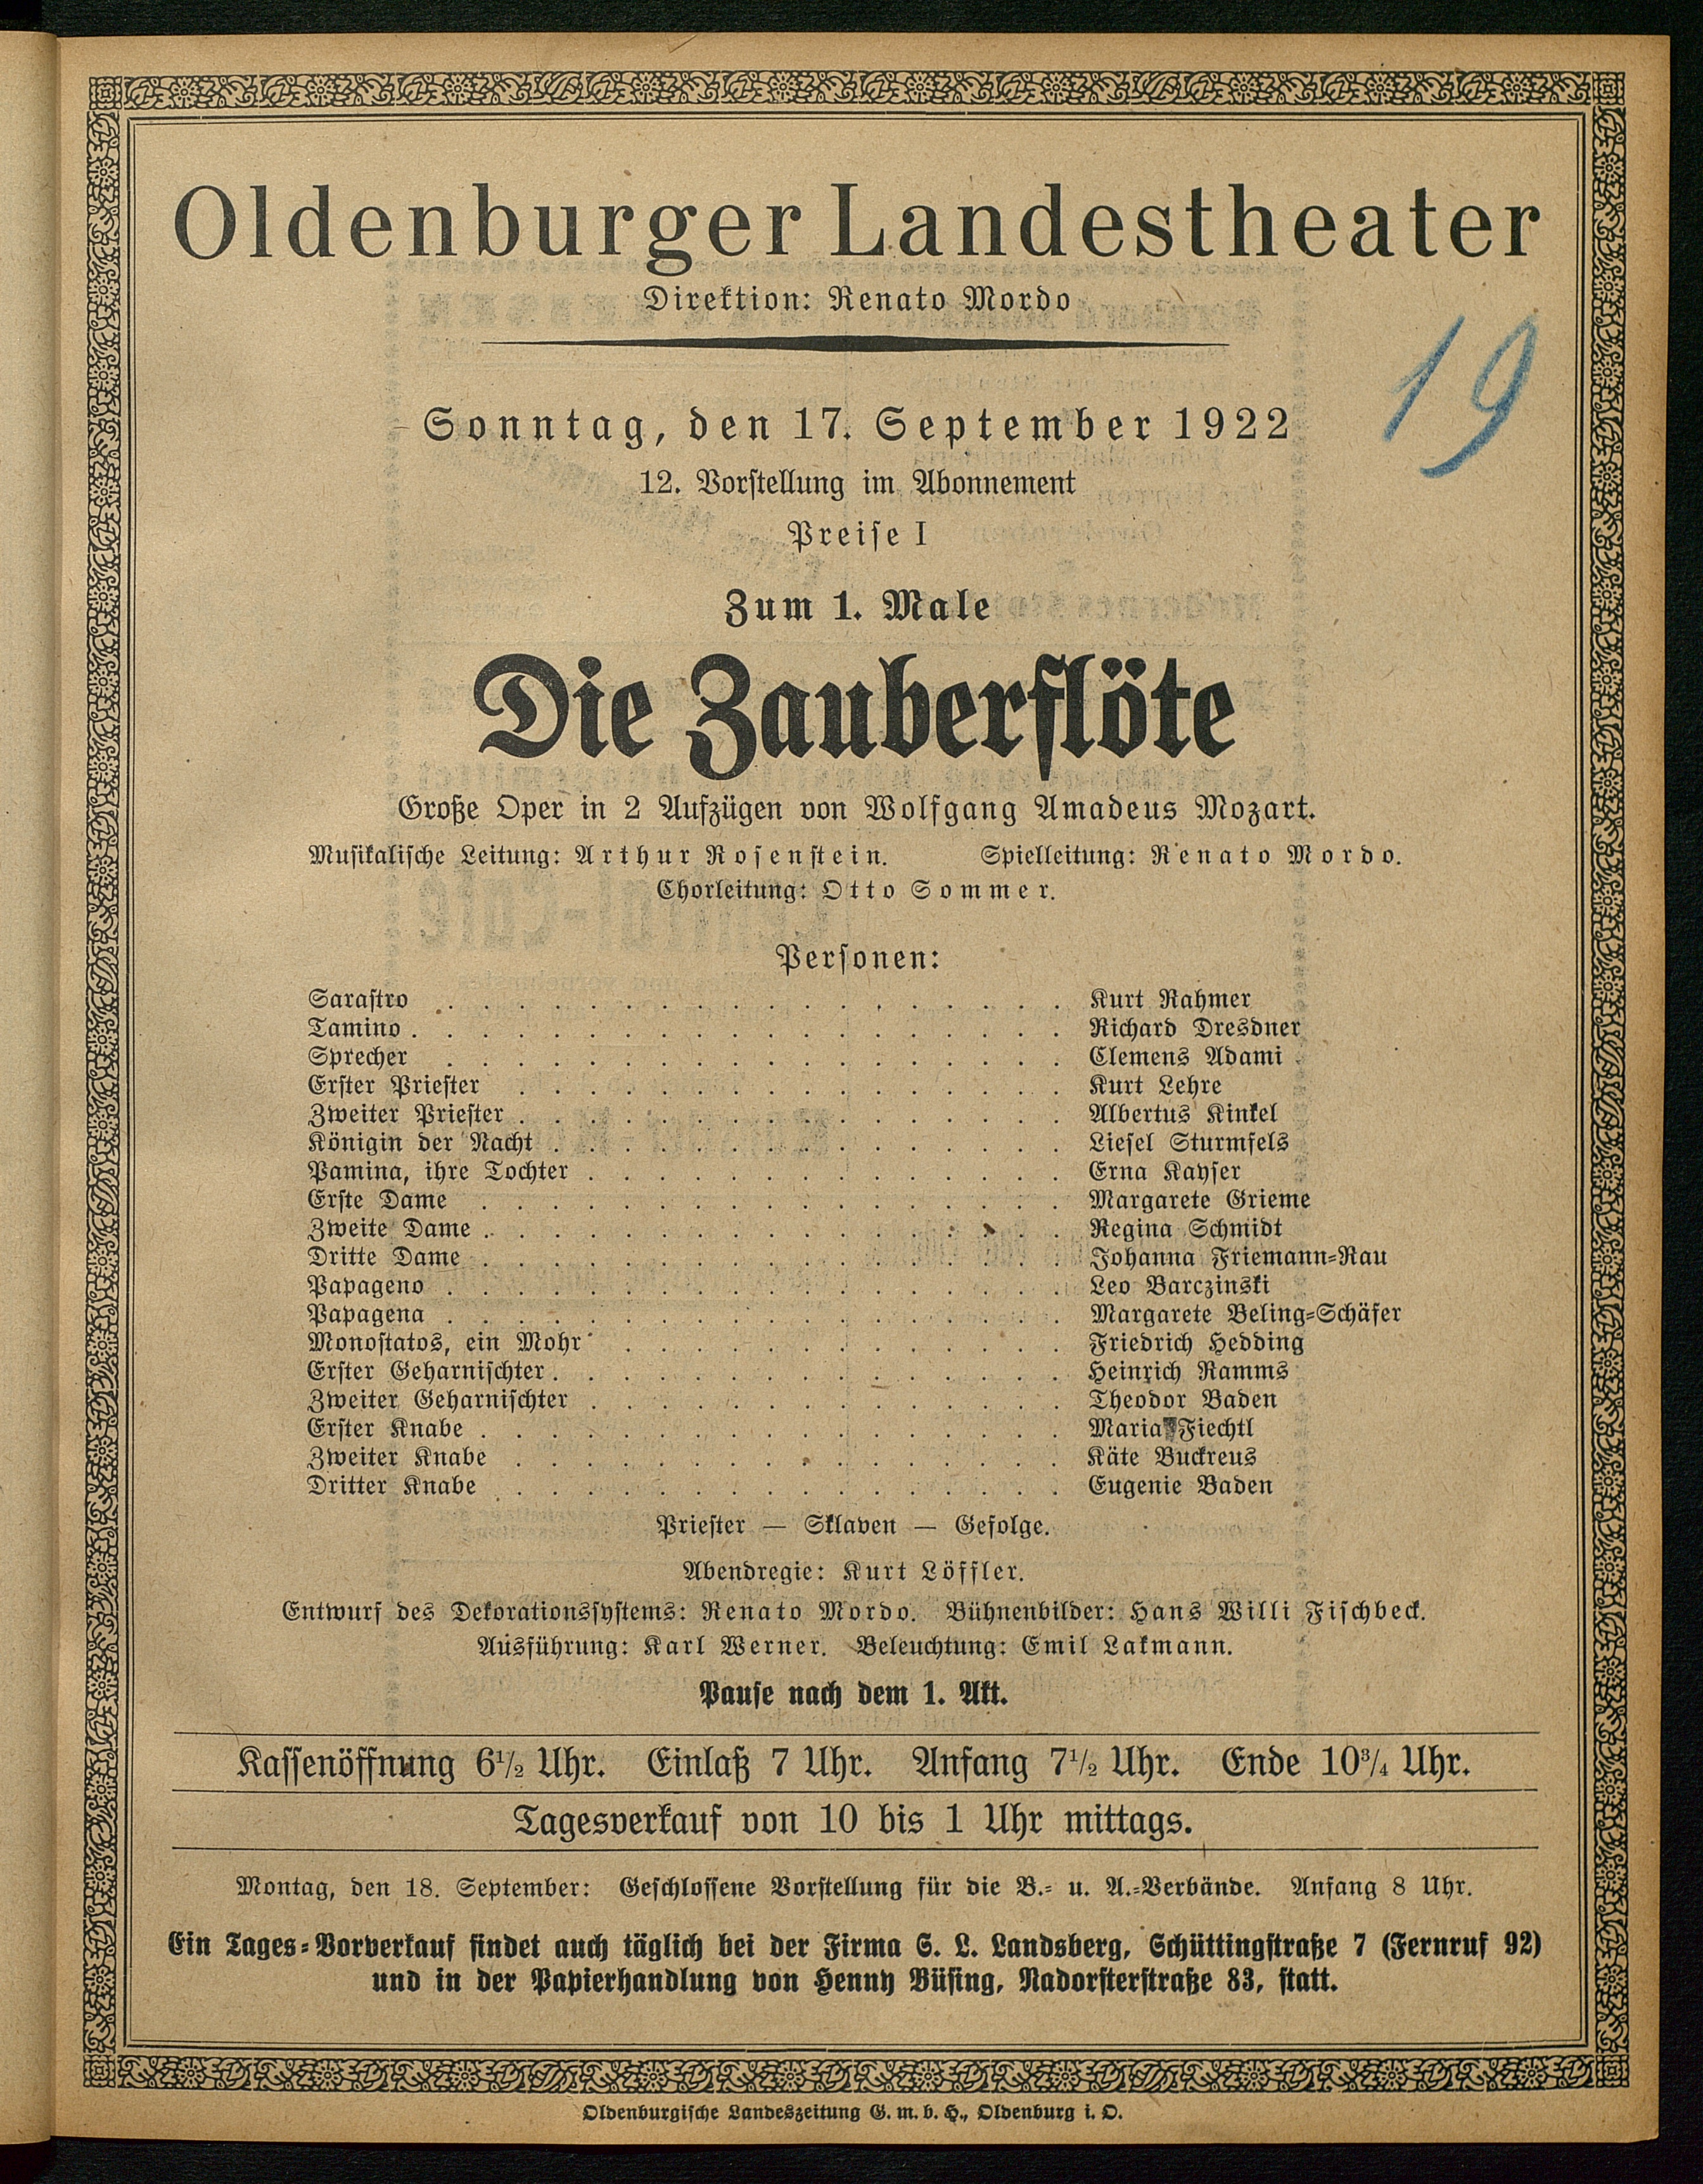 Oldenburger Landestheater
Direktion: Renato Mordo
19
Sonntag, den 17. September 1922
12. Vorstellung im Abonnement
Preise I
Zum 1. Male
Die Zauberflöte
Große Oper in 2 Aufzügen von Wolfgang Amadeus Mozart.
Musikalische Leitung: Arthur Rosenstein. Spielleitung: Renato Mordo.
Chorleitung: Otto Sommer.
Personen:
Sarastro . . . . . . . . . . . . . . . . . . Kurt Rahmer
Tamino . . . . . . . . . . . . . . . . . . . Richard Dresdner
Sprecher . . . . . . . . . . . . . . . . . . Clemens Adami
Erster Priester . . . . . . . . . . . . . . . . Kurt Lehre
Zweiter Priester . . . . . . . . . . . . . . . . Albertus Kinkel
Königin der Nacht . . . . . . . . . . . . . . . Liesel Sturmfels
Pamina, ihre Tochter . . . . . . . . . . . . . . Erna Kayser
Erste Dame . . . . . . . . . . . . . . . . . Margarete Grieme
Zweite Dame . . . . . . . . . . . . . . . . . Regina Schmidt
Dritte Dame . . . . . . . . . . . . . . . . . Johanna Friemann-Rau
Papageno . . . . . . . . . . . . . . . . . . Leo Barczinski
Papagena . . . . . . . . . . . . . . . . . . Margarete Beling-Schäfer
Monostatos, ein Mohr . . . . . . . . . . . . . Friedrich Hedding
Erster Geharnischter . . . . . . . . . . . . . . . Heinrich Ramms
Zweiter Geharnischter . . . . . . . . . . . . . . Theodor Baden
Erster Knabe . . . . . . . . . . . . . . . . . Maria Fiechtl
Zweiter Knabe . . . . . . . . . . . . . . . . Käte Buckreus
Dritter Knabe . . . . . . . . . . . . . . . . Eugenie Baden
Priester — Sklaven — Gefolge.
Abendregie: Kurt Löffler.
Entwurf des Dekorationssystems: Renato Mordo. Bühnenbilder: Hans Willi Fischbeck.
Ausführung: Karl Werner. Beleuchtung: Emil Lakmann.
Pause nach dem 1. Akt.
Kassenöffnung 6½ Uhr. Einlaß 7 Uhr. Anfang 7½ Uhr. Ende 10¾ Uhr.
Tagesverkauf von 10 bis 1 Uhr mittags.
Montag, den 18. September: Geschlossene Vorstellung für die B.- u. A.-Verbände. Anfang 8 Uhr.
Ein Tages-Vorverkauf findet auch täglich bei der Firma S. L. Landsberg, Schüttingstraße 7 (Fernruf 92)
und in der Papierhandlung von Henny Büsing, Nadorsterstraße 83, statt.
Oldenburgische Landeszeitung G. m. b. H., Oldenburg i. O.